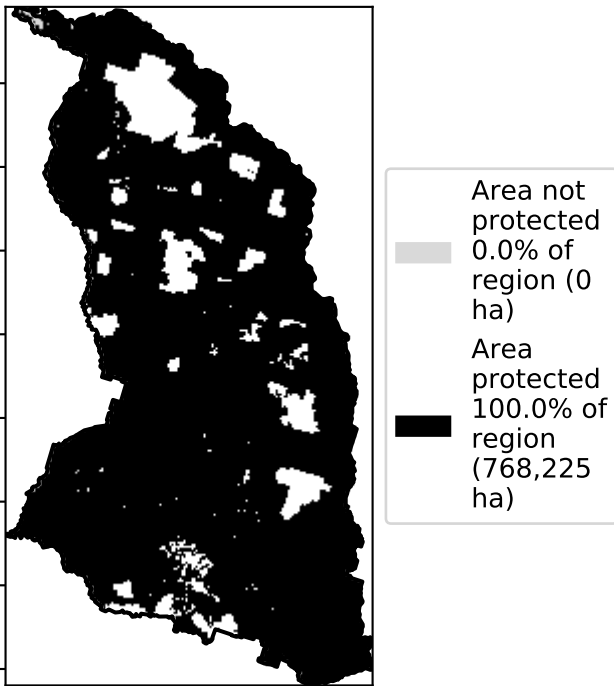 Area not
protected
0.0% of
region (0
ha)
Area
protected
100.0% of
region
(768,225
ha)